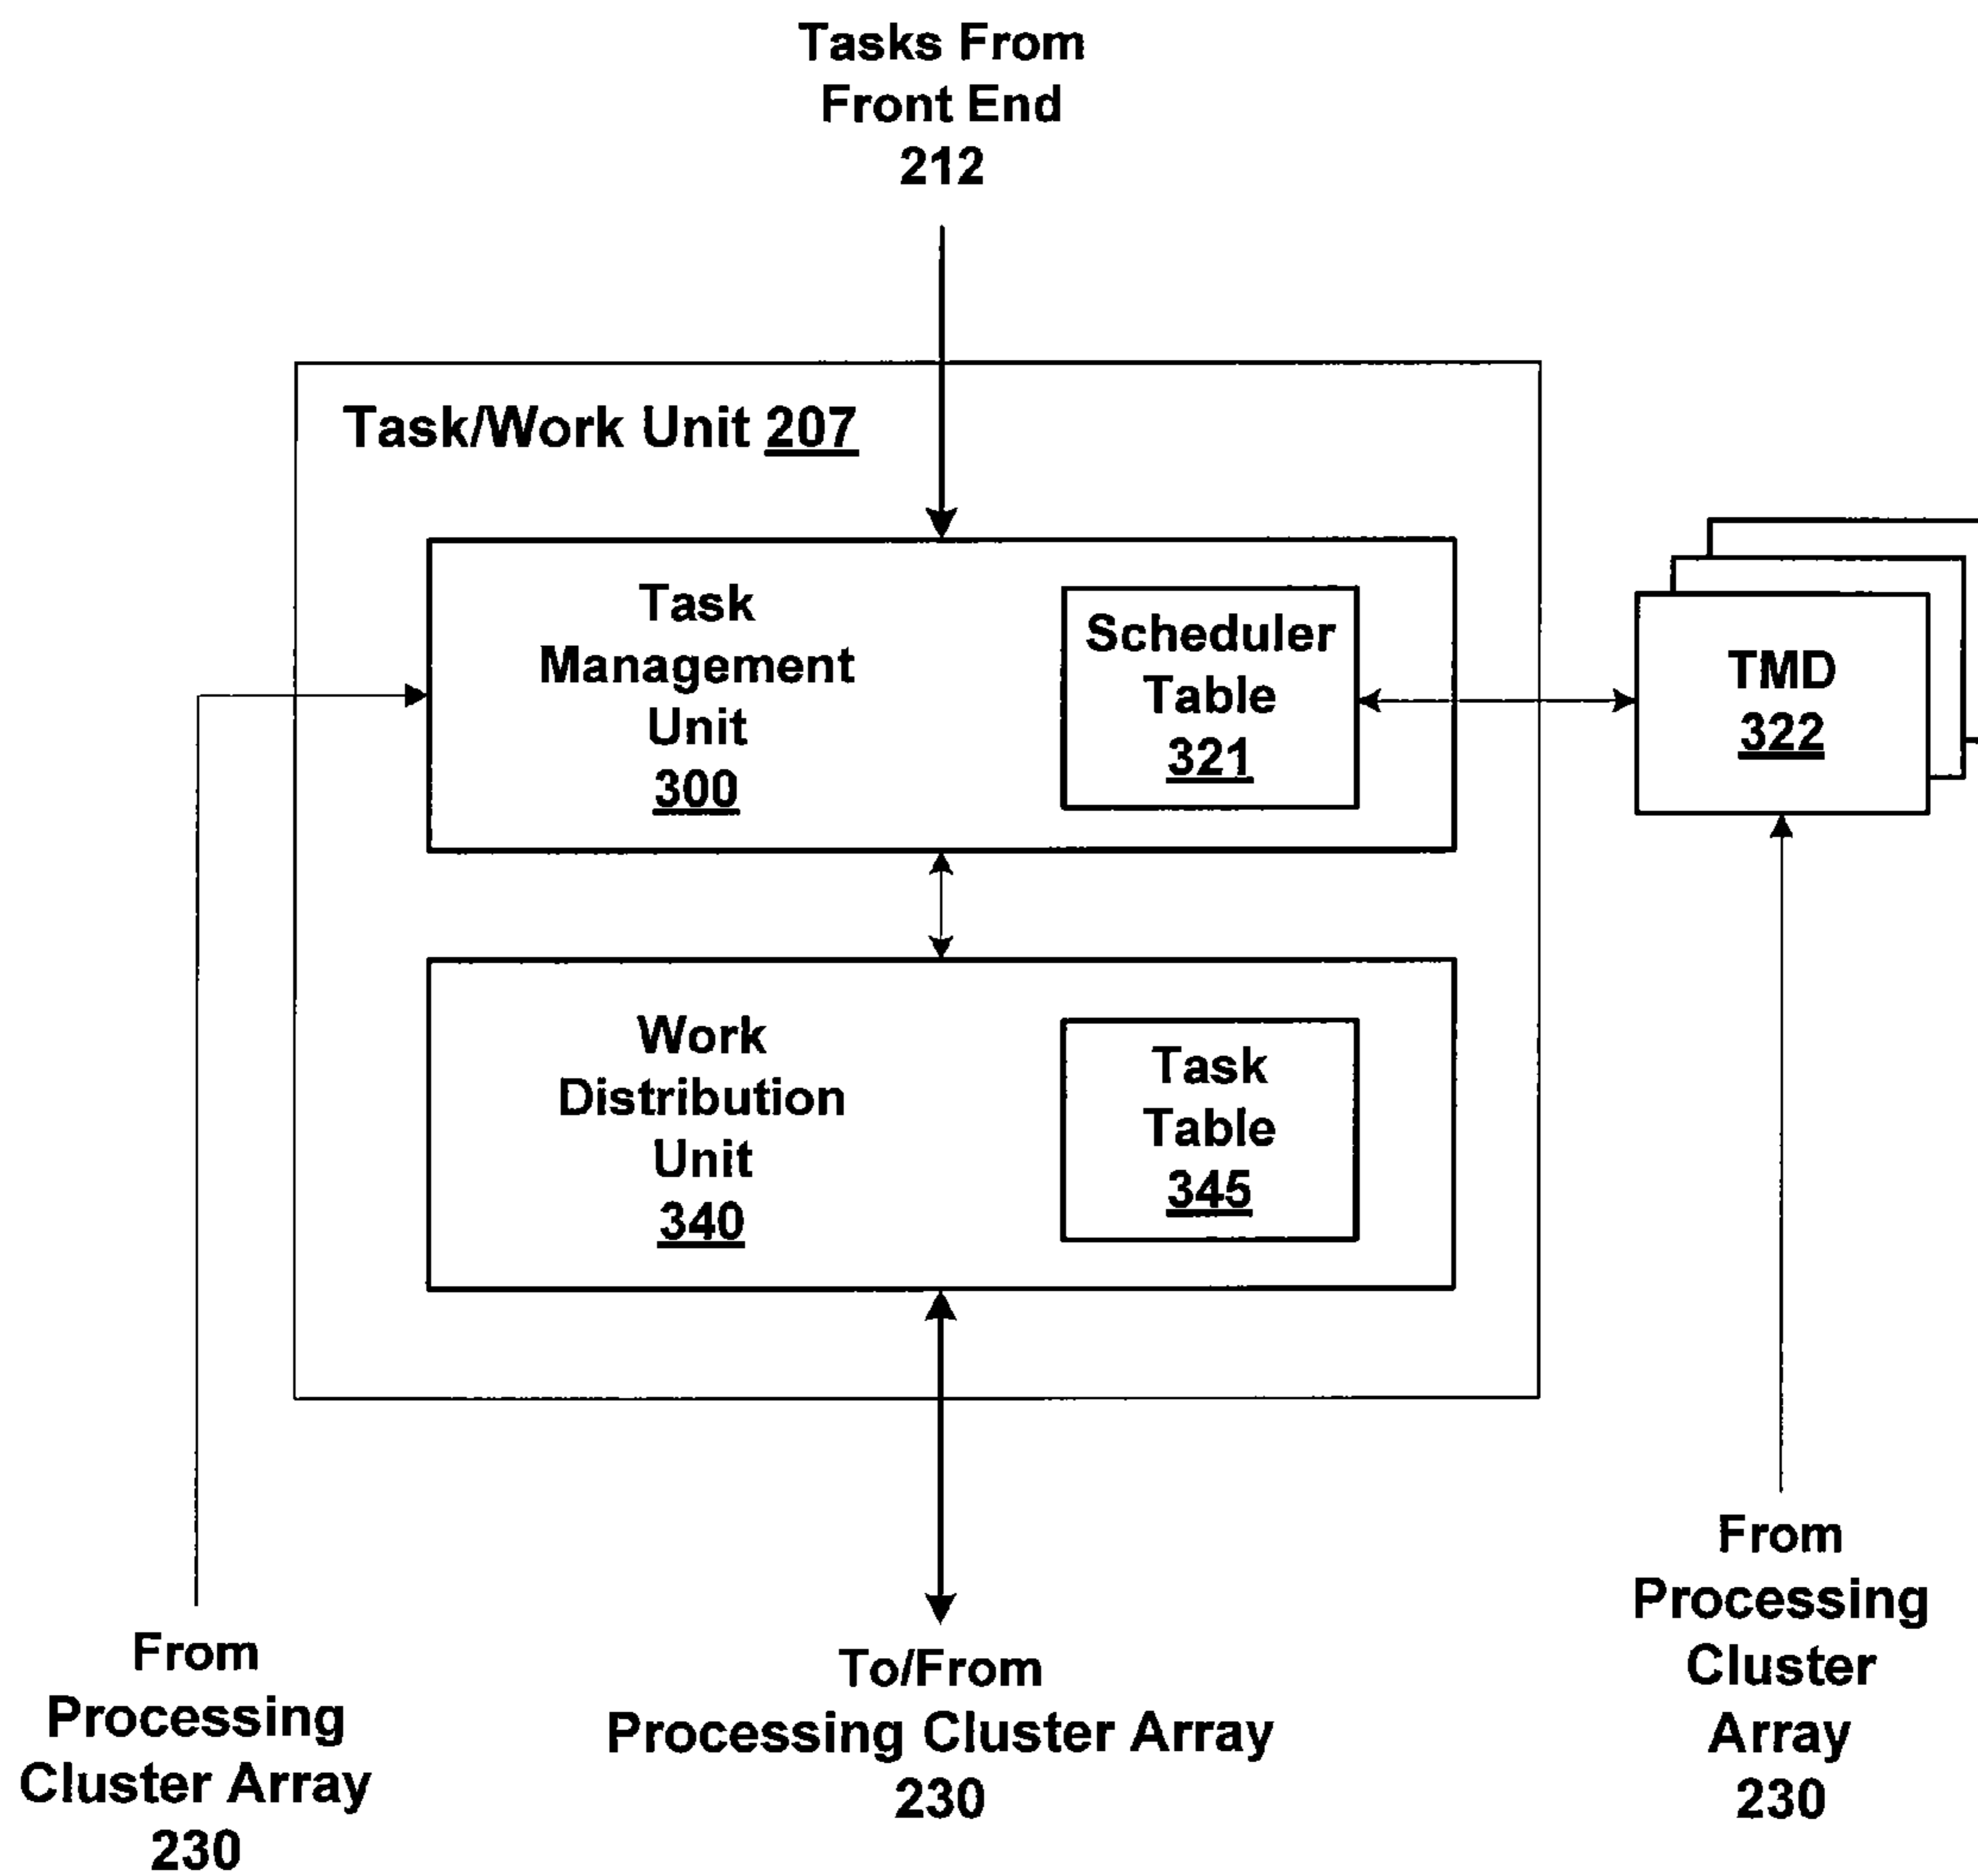 Tasks From
Front End
212
Task/Work Unit 207
Task
Management
Unit
300
Scheduler
Table
321
TMD
322
Work
Distribution
Unit
340
Task
Table
345
From
Processing
Cluster Array
230
To/From
Processing Cluster Array
230
From
Processing
Cluster
Array
230